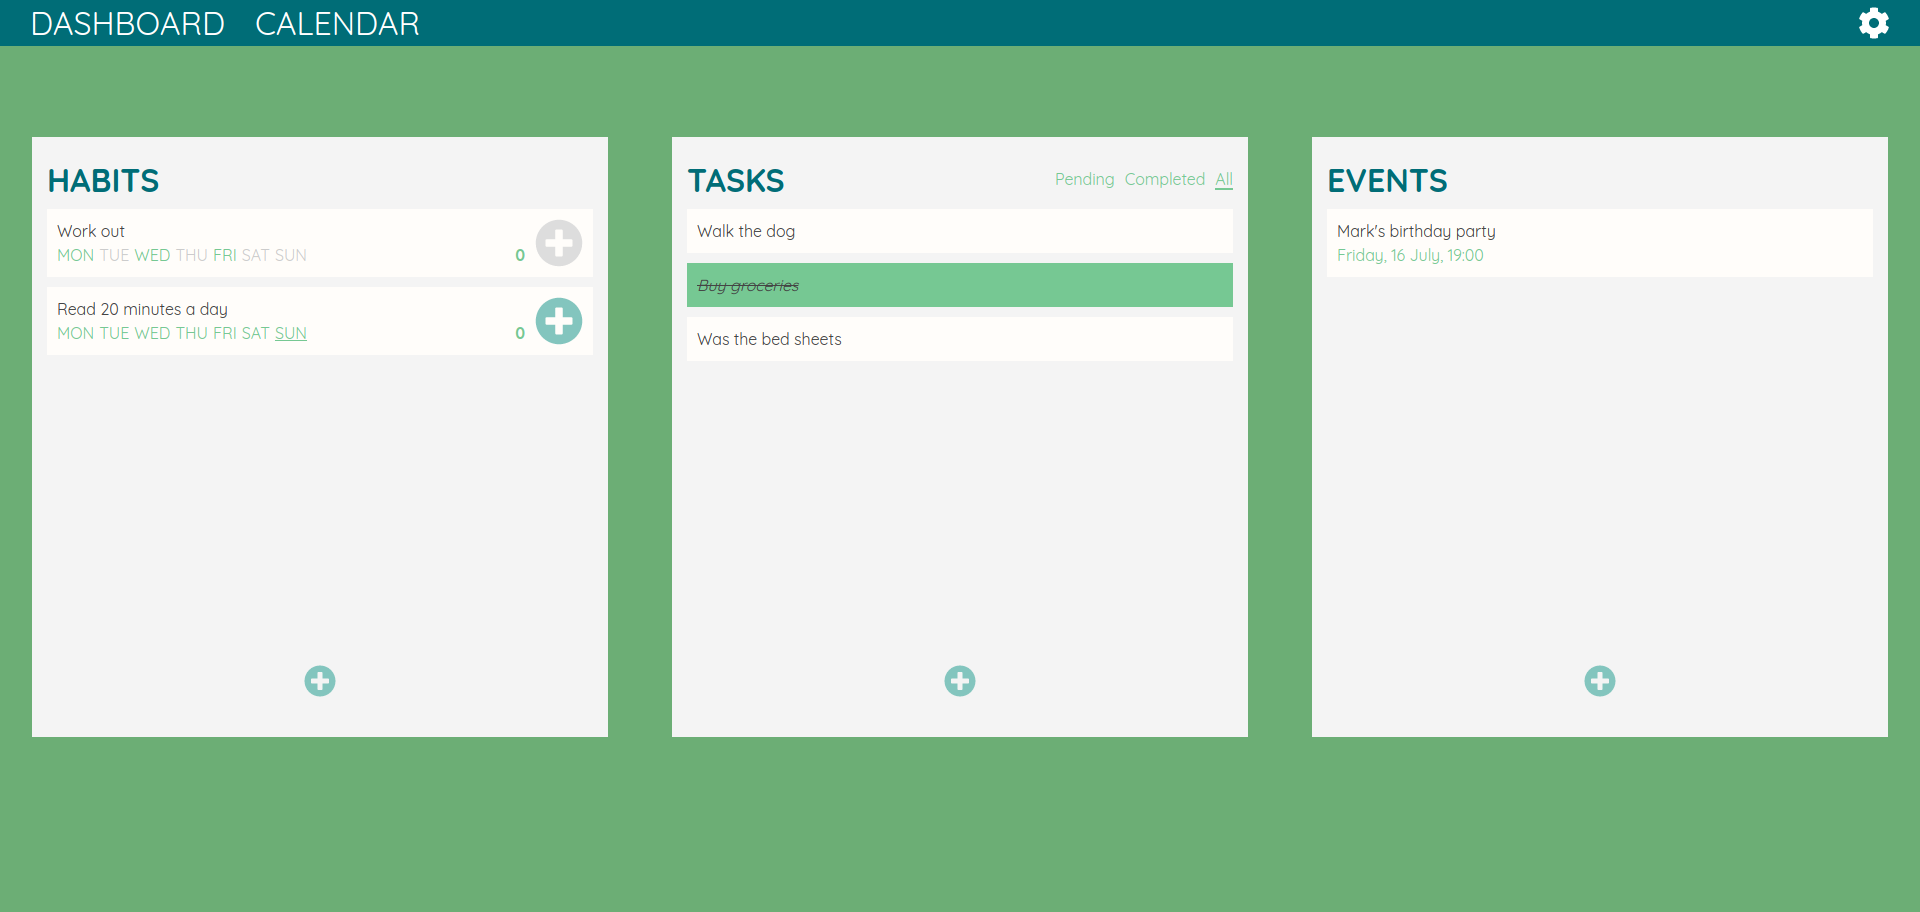 DASHBOARD CALENDAR
HABITS
Work out
MON TUE WED THU FRI SAT SUN 0
Read 20 minutes a day
MON TUE WED THU FRI SAT SUN 0
TASKS Pending Completed All
Walk the dog
Buy groceries
Was the bed sheets
EVENTS
Mark's birthday party
Friday, 16 July, 19:00